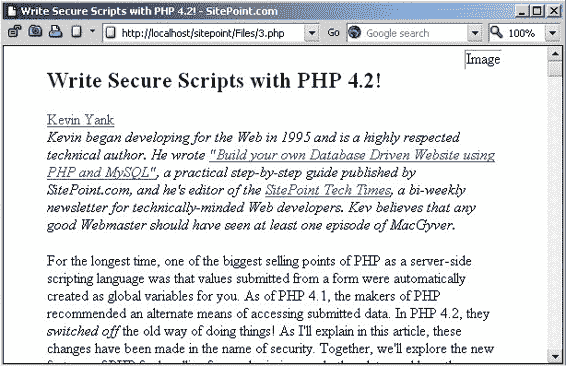 Write Secure Scripts with PHP 4.2! - SitePoint.com
http://localhost/sitepoint/Files/3.php Go Google search 100%
Image
Write Secure Scripts with PHP 4.2!
Kevin Yank
Kevin began developing for the Web in 1995 and is a highly respected
technical author. He wrote "Build your own Database Driven Website using
PHP and MySQL", a practical step-by-step guide published by
SitePoint.com, and he's editor of the SitePoint Tech Times, a bi-weekly
newsletter for technically-minded Web developers. Kev believes that any
good Webmaster should have seen at least one episode of MacGyver.
For the longest time, one of the biggest selling points of PHP as a server-side
scripting language was that values submitted from a form were automatically
created as global variables for you. As of PHP 4.1, the makers of PHP
recommended an alternate means of accessing submitted data. In PHP 4.2, they
switched off the old way of doing things! As I'll explain in this article, these
changes have been made in the name of security. Together, we'll explore the new